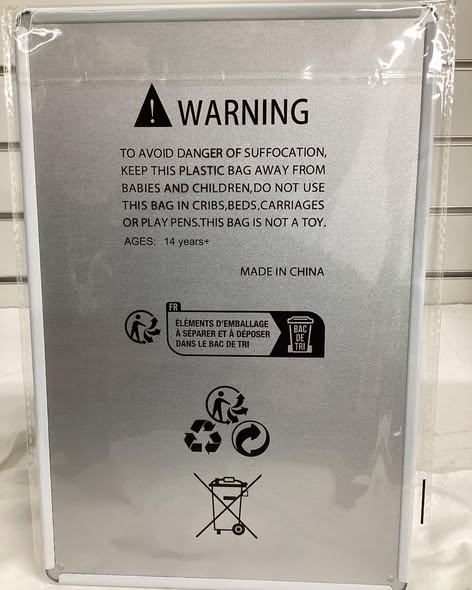 WARNING
TO AVOID DANGER OF SUFFOCATION,
KEEP THIS PLASTIC BAG AWAY FROM
BABIES AND CHILDREN,DO NOT USE
THIS BAG IN CRIBS,BEDS,CARRIAGES
OR PLAY PENS.THIS BAG IS NOT A TOY.
AGES: 14 years+
MADE IN CHINA
FR
ÉLÉMENTS D'EMBALLAGE
À SÉPARER ET À DÉPOSER
DANS LE BAC DE TRI
BAC
DE
TRI